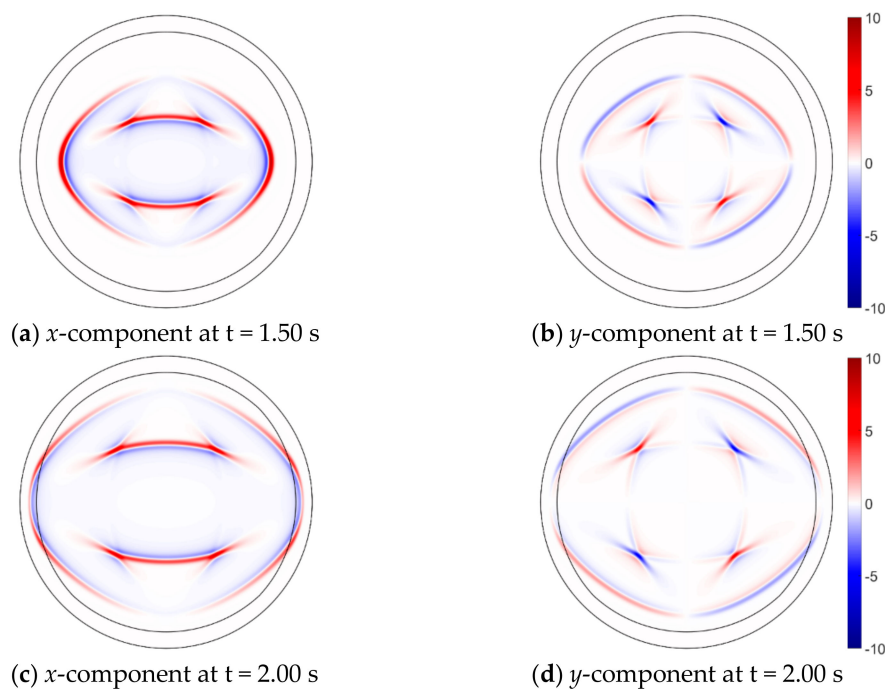 10
5
0
-5
-10
(a) x-component at t = 1.50 s
(b) y-component at t = 1.50 s
10
5
0
-5
-10
(c) x-component at t = 2.00 s
(d) y-component at t = 2.00 s